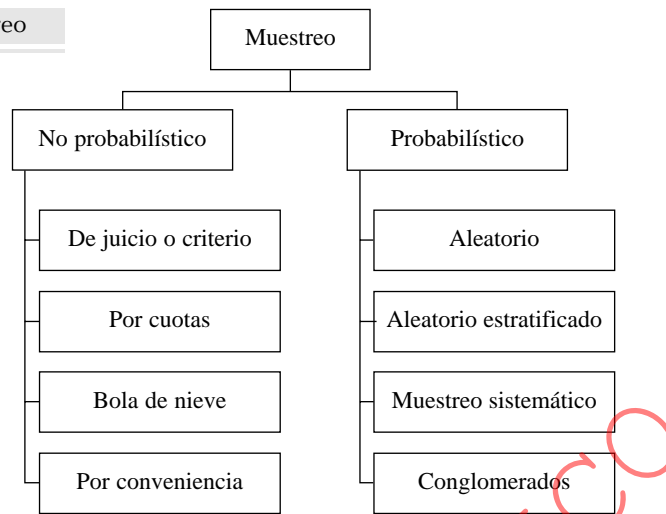 eo
Muestreo
No probabilístico
Probabilístico
De juicio o criterio
Aleatorio
Por cuotas
Aleatorio estratificado
Bola de nieve
Muestreo sistemático
Por conveniencia
Conglomerados
CO